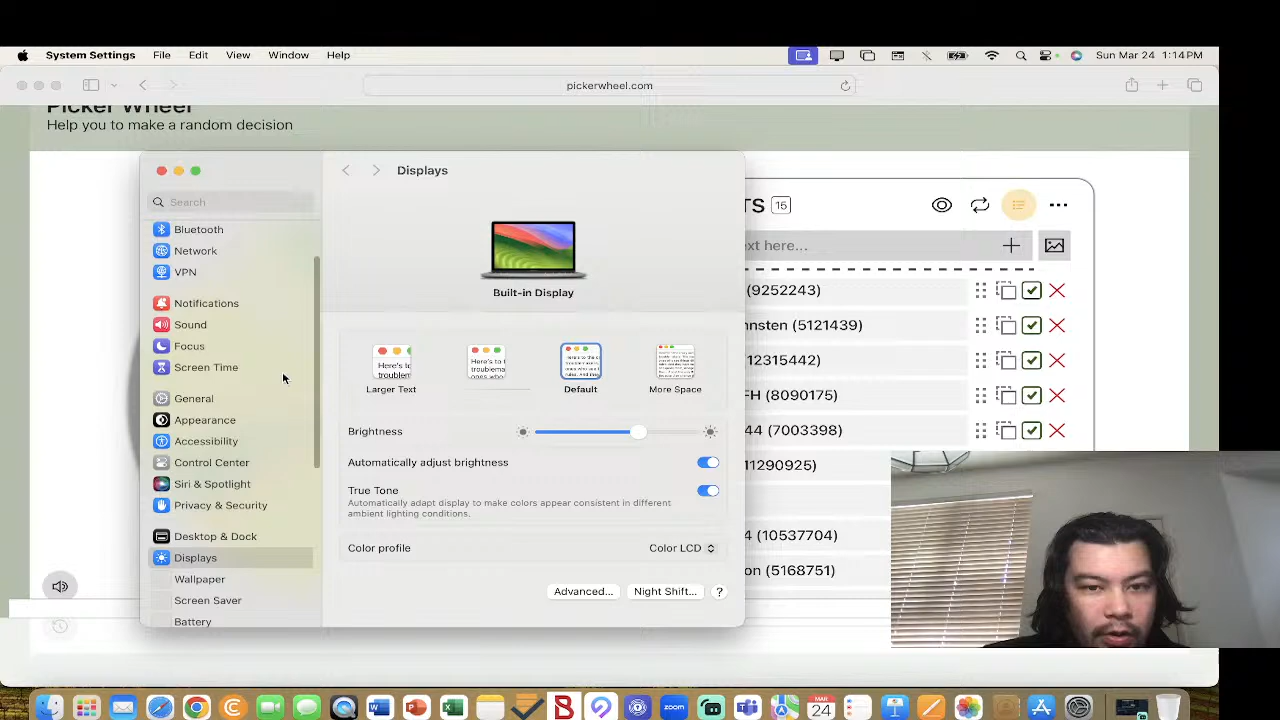 System Settings File Edit View Window Help Sun Mar 24 1:14 PM
pickerwheel.com
Picker Wheel
Help you to make a random decision
Displays
Search
Bluetooth
Network
VPN
Notifications
Sound
Focus
Screen Time
General
Appearance
Accessibility
Control Center
Siri & Spotlight
Privacy & Security
Desktop & Dock
Displays
Wallpaper
Screen Saver
Battery
Built-in Display
Larger Text
Default
More Space
Brightness
Automatically adjust brightness
True Tone
Automatically adapt display to make colors appear consistent in different
ambient lighting conditions.
Color profile Color LCD
Advanced... Night Shift... ?
TS 15
ext here...
(9252243)
nnsten (5121439)
12315442)
FH (8090175)
44 (7003398)
11290925)
4 (10537704)
on (5168751)
MAR
24
zoom